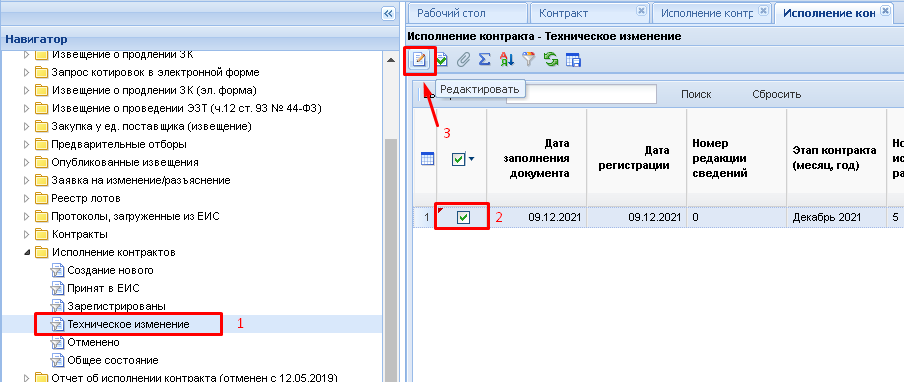 Навигатор
Извещение о продлении ЗК
Запрос котировок в электронной форме
Извещение о продлении ЗК (эл. форма)
Извещение о проведении ЭЗТ (ч.12 ст. 93 № 44-ФЗ)
Закупка у ед. поставщика (извещение)
Предварительные отборы
Опубликованные извещения
Заявка на изменение/разъяснение
Реестр лотов
Протоколы, загруженные из ЕИС
Контракты
Исполнение контрактов
Создание нового
Принят в ЕИС
Зарегистрированы
Техническое изменение 1
Отменено
Общее состояние
Отчет об исполнении контракта (отменен с 12.05.2019)
Рабочий стол Контракт Исполнение контр Исполнение кон
Исполнение контракта - Техническое изменение
Редактировать
Поиск Сбросить
3
Дата заполнения документа
Дата регистрации
Номер редакции сведений
Этап контракта (месяц, год)
1 2 09.12.2021 09.12.2021 0 Декабрь 2021 5